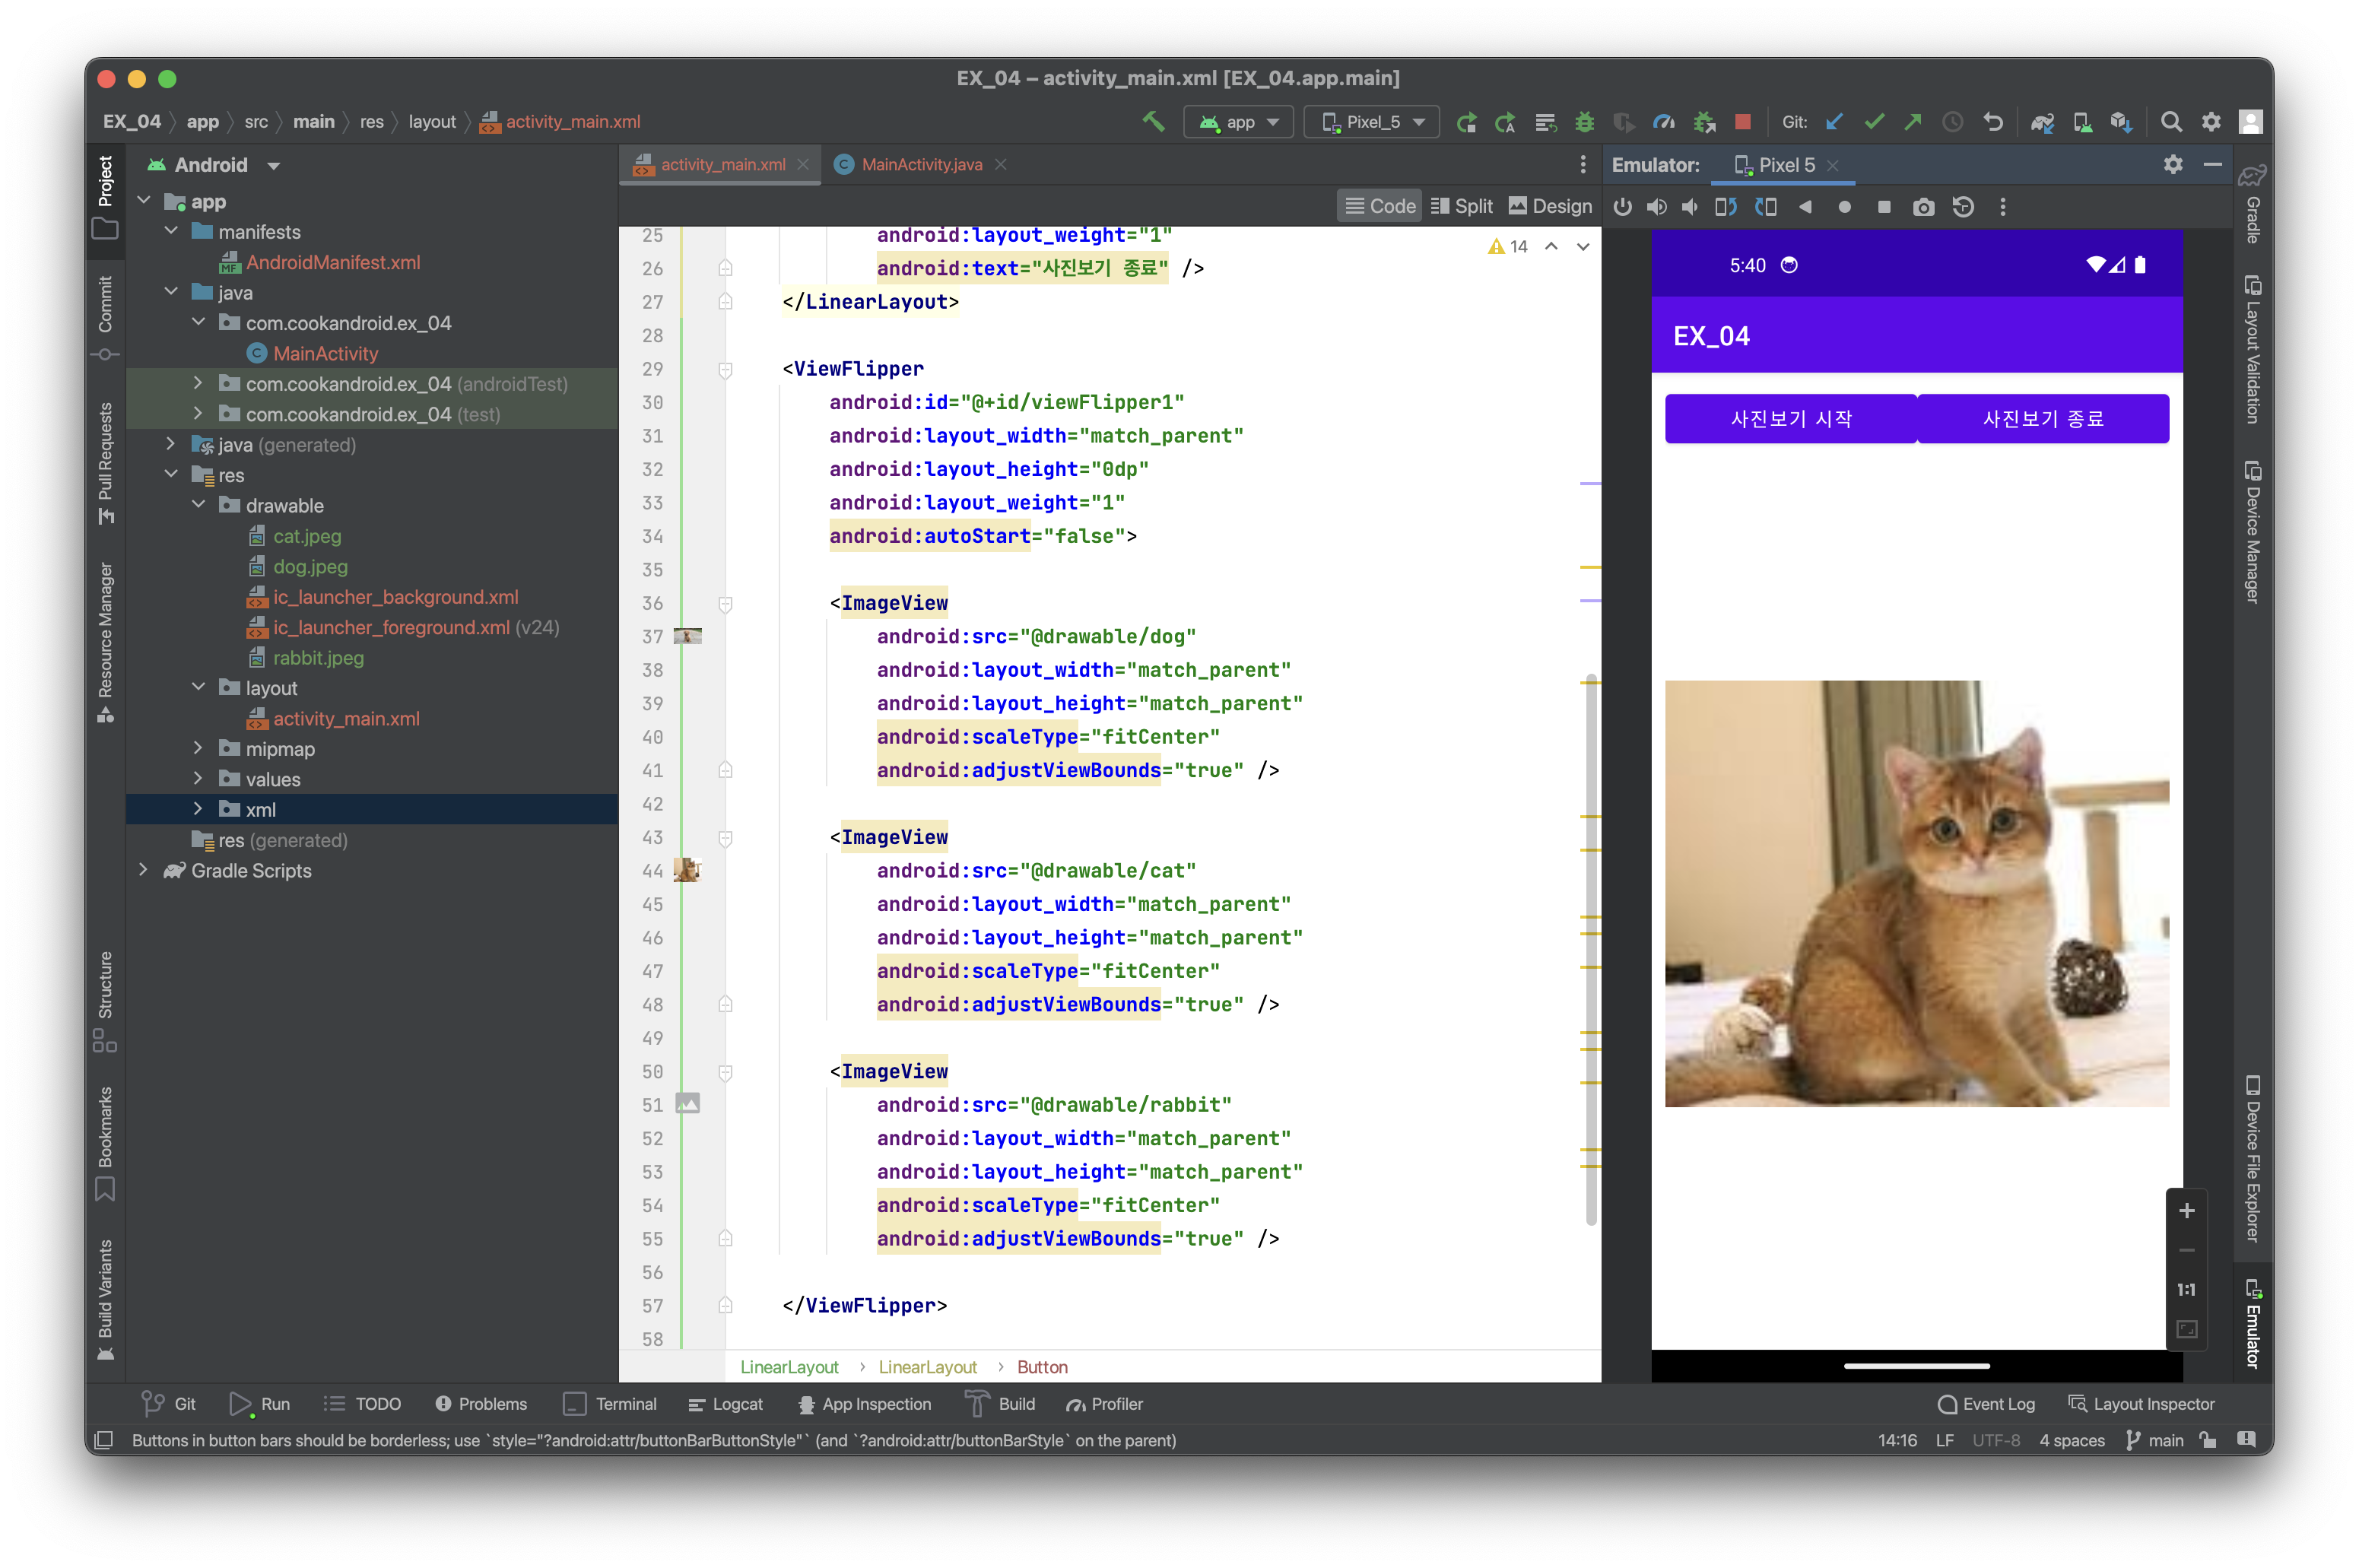 EX_04 – activity_main.xml [EX_04.app.main]
EX_04 app src main res layout activity_main.xml app Pixel_5 Git:
Project
Commit
Pull Requests
Resource Manager
Structure
Bookmarks
Build Variants
Android
app
manifests
MF AndroidManifest.xml
java
com.cookandroid.ex_04
C MainActivity
com.cookandroid.ex_04 (androidTest)
com.cookandroid.ex_04 (test)
java (generated)
res
drawable
cat.jpeg
dog.jpeg
ic_launcher_background.xml
ic_launcher_foreground.xml (v24)
rabbit.jpeg
layout
activity_main.xml
mipmap
values
xml
res (generated)
Gradle Scripts
activity_main.xml C MainActivity.java
Code Split Design
14
25 android:layout_weight="1"
26 android:text="사진보기 종료" />
27 </LinearLayout>
28
29 <ViewFlipper
30 android:id="@+id/viewFlipper1"
31 android:layout_width="match_parent"
32 android:layout_height="0dp"
33 android:layout_weight="1"
34 android:autoStart="false">
35
36 <ImageView
37 android:src="@drawable/dog"
38 android:layout_width="match_parent"
39 android:layout_height="match_parent"
40 android:scaleType="fitCenter"
41 android:adjustViewBounds="true" />
42
43 <ImageView
44 android:src="@drawable/cat"
45 android:layout_width="match_parent"
46 android:layout_height="match_parent"
47 android:scaleType="fitCenter"
48 android:adjustViewBounds="true" />
49
50 <ImageView
51 android:src="@drawable/rabbit"
52 android:layout_width="match_parent"
53 android:layout_height="match_parent"
54 android:scaleType="fitCenter"
55 android:adjustViewBounds="true" />
56
57 </ViewFlipper>
58
LinearLayout › LinearLayout › Button
Emulator: Pixel 5
5:40
EX_04
사진보기 시작 사진보기 종료
1:1
Gradle
Layout Validation
Device Manager
Device File Explorer
Emulator
Git Run TODO Problems Terminal Logcat App Inspection Build Profiler Event Log Layout Inspector
Buttons in button bars should be borderless; use `style="?android:attr/buttonBarButtonStyle"` (and `?android:attr/buttonBarStyle` on the parent) 14:16 LF UTF-8 4 spaces main